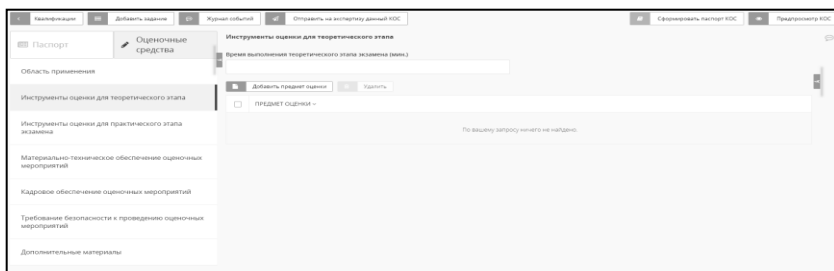 Квалификации
Добавить задание
Журнал событий
Отправить на экспертизу данный КОС
Сформировать паспорт КОС
Предпросмотр КОС
Паспорт
Оценочные
средства
Область применения
Инструменты оценки для теоретического этапа
Инструменты оценки для практического этапа
экзамена
Материально-техническое обеспечение оценочных
мероприятий
Кадровое обеспечение оценочных мероприятий
Требование безопасности к проведению оценочных
мероприятий
Дополнительные материалы
Инструменты оценки для теоретического этапа
Время выполнения теоретического этапа экзамена (мин.)
Добавить предмет оценки
Удалить
ПРЕДМЕТ ОЦЕНКИ
По вашему запросу ничего не найдено.